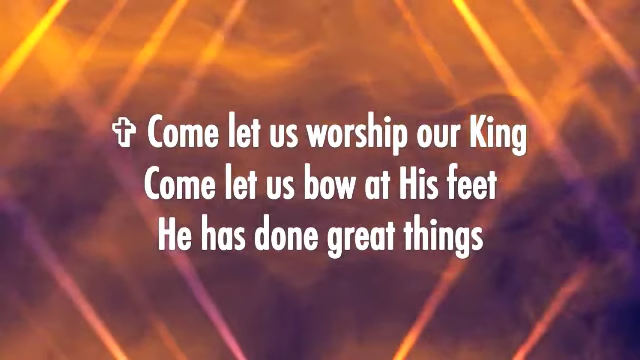 ✞ Come let us worship our King
Come let us bow at His feet
He has done great things